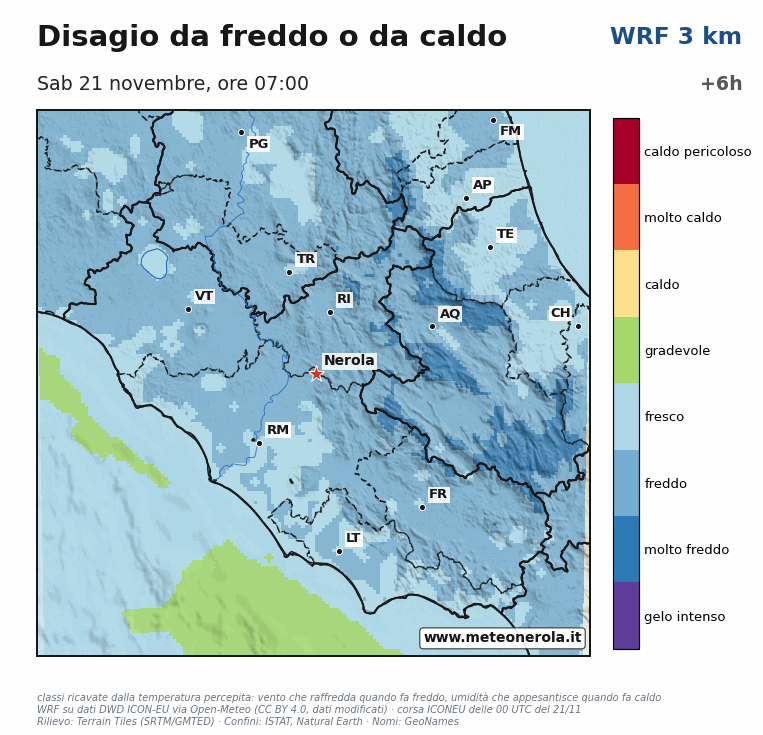 Disagio da freddo o da caldo
WRF 3 km
Sab 21 novembre, ore 07:00
+6h
FM
PG
AP
TE
TR
VT
RI
AQ
CH
Nerola
RM
FR
LT
www.meteonerola.it
caldo pericoloso
molto caldo
caldo
gradevole
fresco
freddo
molto freddo
gelo intenso
classi ricavate dalla temperatura percepita: vento che raffredda quando fa freddo, umidità che appesantisce quando fa caldo
WRF su dati DWD ICON-EU via Open-Meteo (CC BY 4.0, dati modificati) · corsa ICONEU delle 00 UTC del 21/11
Rilievo: Terrain Tiles (SRTM/GMTED) · Confini: ISTAT, Natural Earth · Nomi: GeoNames